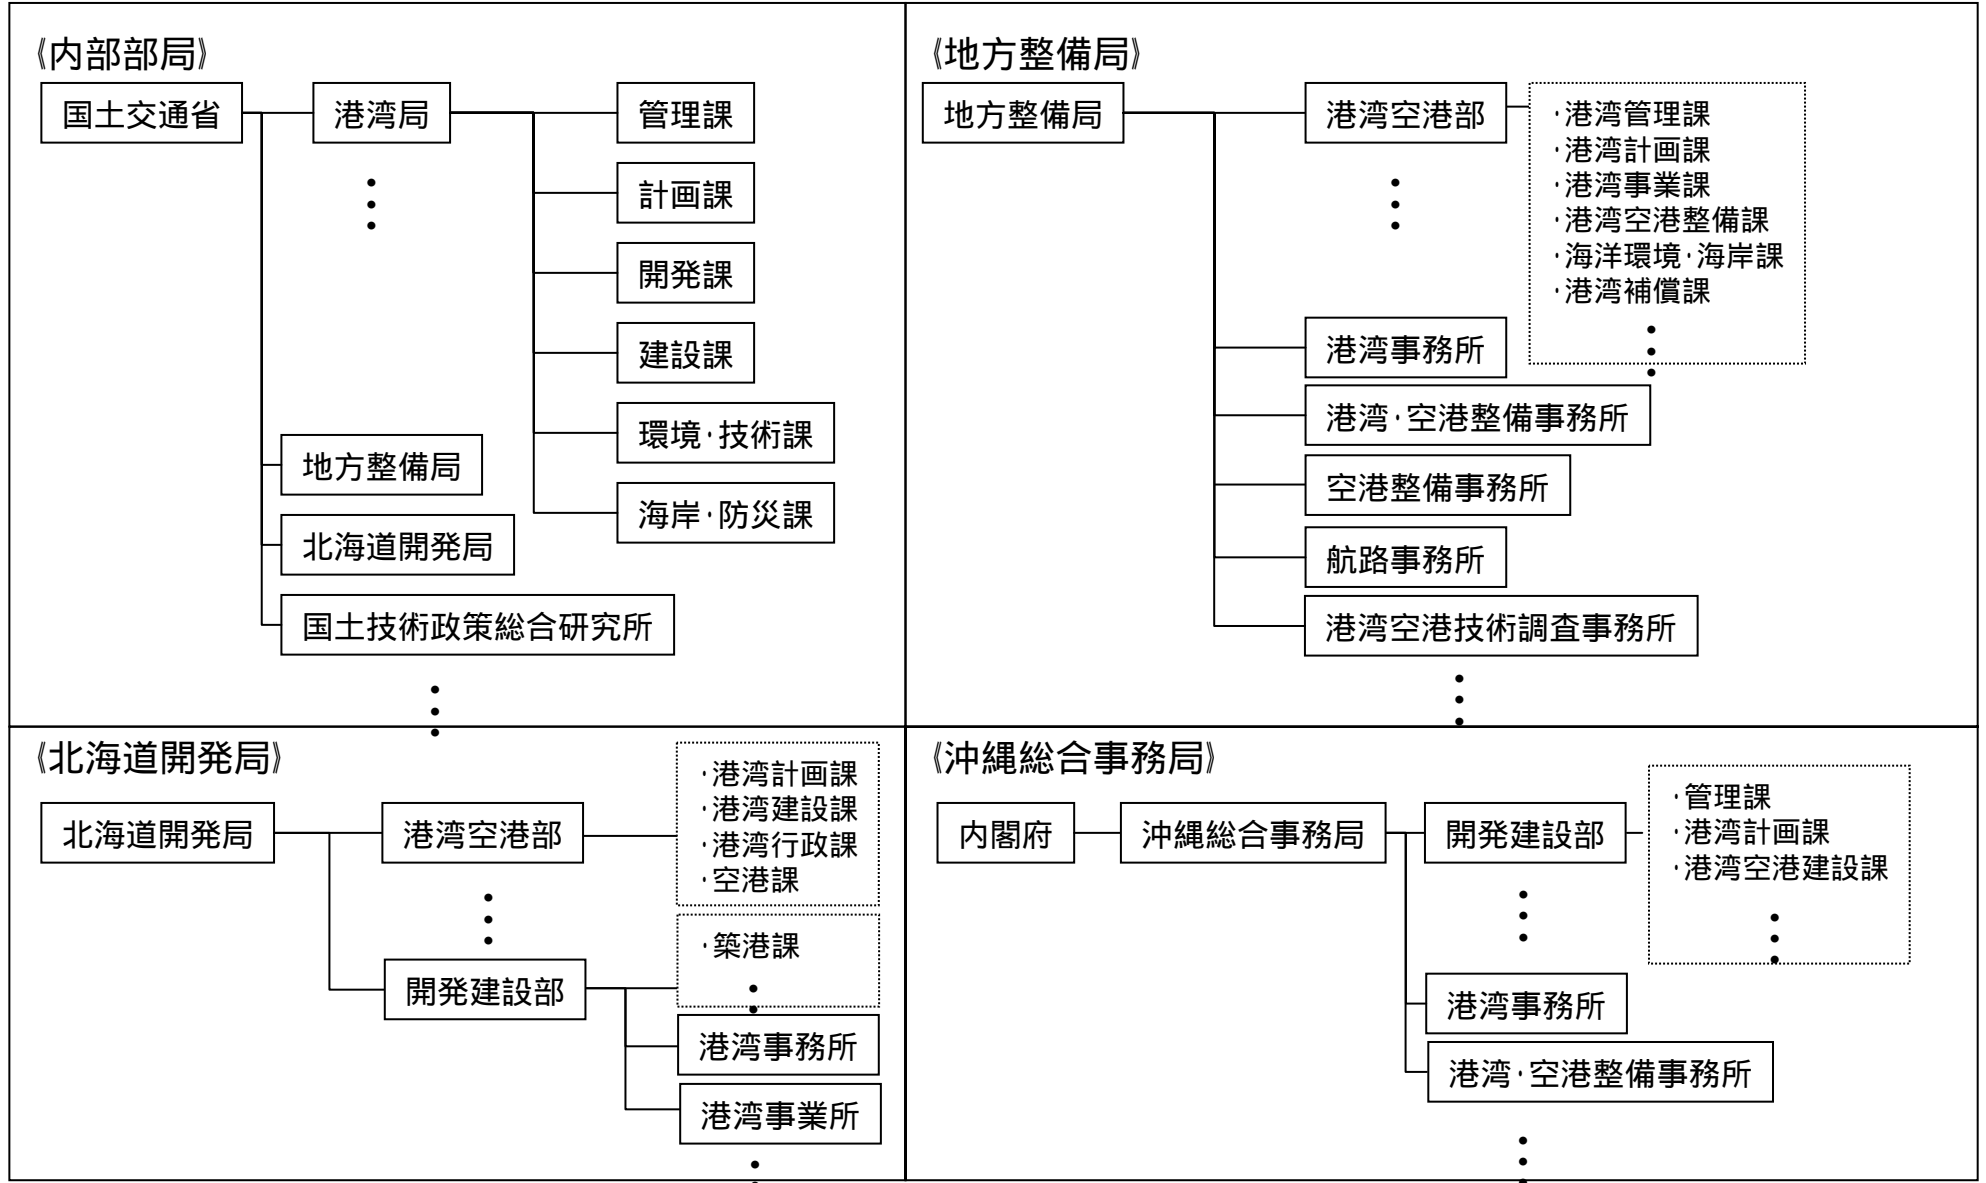 《内部部局》
国土交通省
港湾局
管理課
計画課
開発課
建設課
環境・技術課
海岸・防災課
地方整備局
北海道開発局
国土技術政策総合研究所
《地方整備局》
地方整備局
港湾空港部
・港湾管理課
・港湾計画課
・港湾事業課
・港湾空港整備課
・海洋環境・海岸課
・港湾補償課
港湾事務所
港湾・空港整備事務所
空港整備事務所
航路事務所
港湾空港技術調査事務所
《北海道開発局》
北海道開発局
港湾空港部
・港湾計画課
・港湾建設課
・港湾行政課
・空港課
開発建設部
・築港課
港湾事務所
港湾事業所
《沖縄総合事務局》
内閣府
沖縄総合事務局
開発建設部
・管理課
・港湾計画課
・港湾空港建設課
港湾事務所
港湾・空港整備事務所